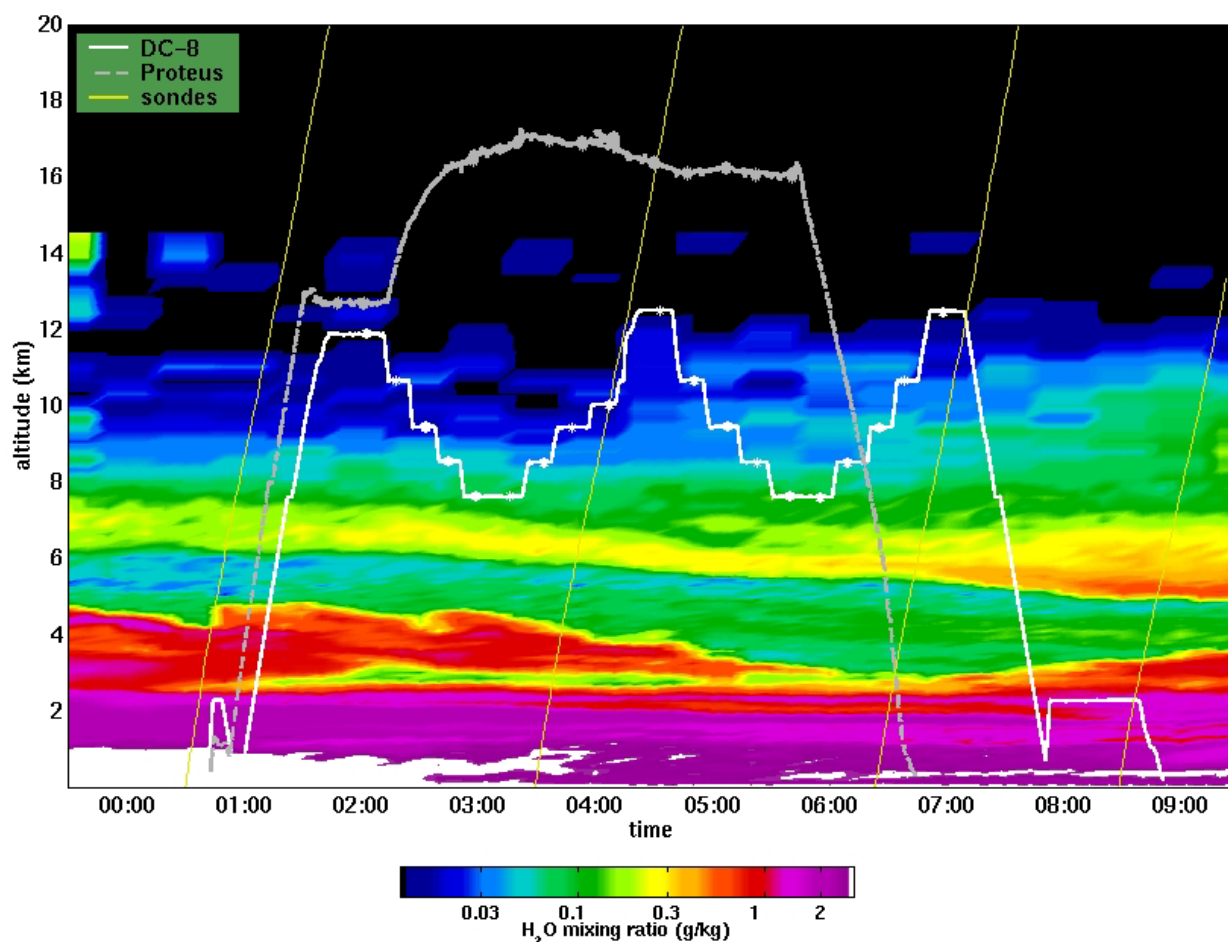 20
18
16
14
12
10
8
6
4
2
altitude (km)
DC-8
Proteus
sondes
00:00 01:00 02:00 03:00 04:00 05:00 06:00 07:00 08:00 09:00
time
0.03 0.1 0.3 1 2
H₂O mixing ratio (g/kg)